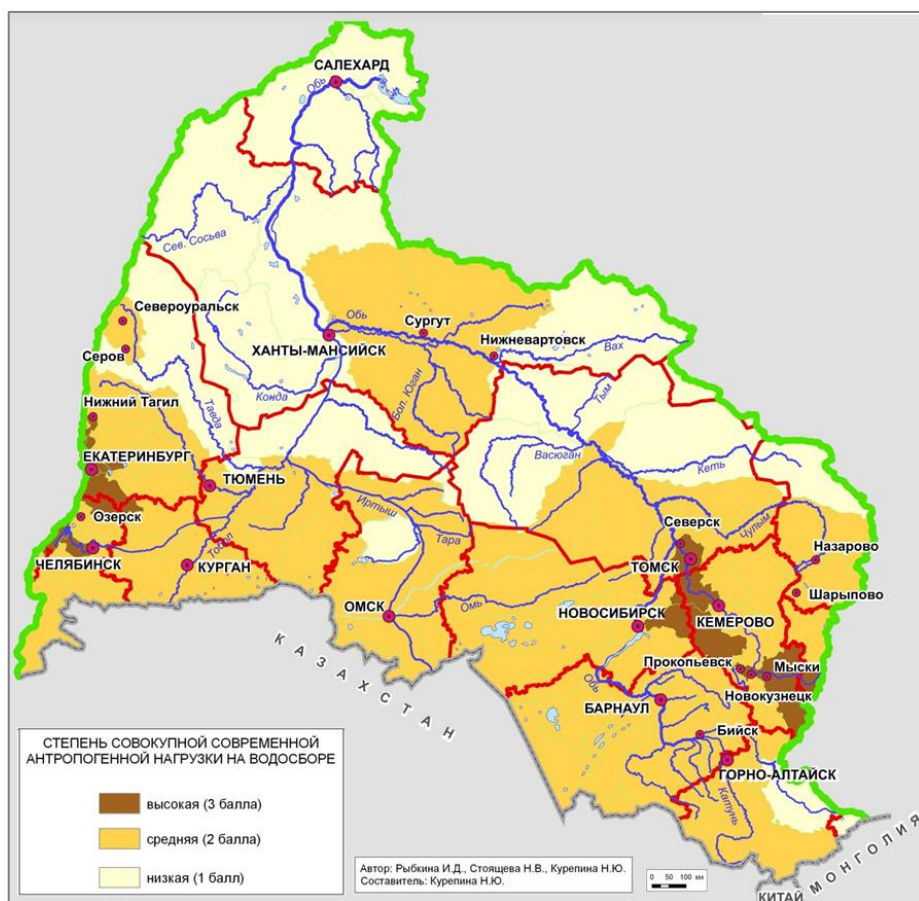 САЛЕХАРД
Обь
Сев. Сосьва
Североуральск
Обь
Сургут
ХАНТЫ-МАНСИЙСК
Нижневартовск
Вах
Серов
Конда
Бол. Юган
Тым
Нижний Тагил
Тавда
Васюган
Кеть
ЕКАТЕРИНБУРГ
ТЮМЕНЬ
Иртыш
Озерск
Тобол
Тара
Северск
Чулым
Назарово
ЧЕЛЯБИНСК
КУРГАН
ТОМСК
Шарыпово
ОМСК
Омь
НОВОСИБИРСК
КЕМЕРОВО
КАЗАХСТАН
Прокопьевск
Мыски
Обь
Новокузнецк
БАРНАУЛ
Бийск
ГОРНО-АЛТАЙСК
Катунь
МОНГОЛИЯ
КИТАЙ
СТЕПЕНЬ СОВОКУПНОЙ СОВРЕМЕННОЙ
АНТРОПОГЕННОЙ НАГРУЗКИ НА ВОДОСБОРЕ
высокая (3 балла)
средняя (2 балла)
низкая (1 балл)
Автор: Рыбкина И.Д., Стоящева Н.В., Курепина Н.Ю.
Составитель: Курепина Н.Ю.
0 50 100 км